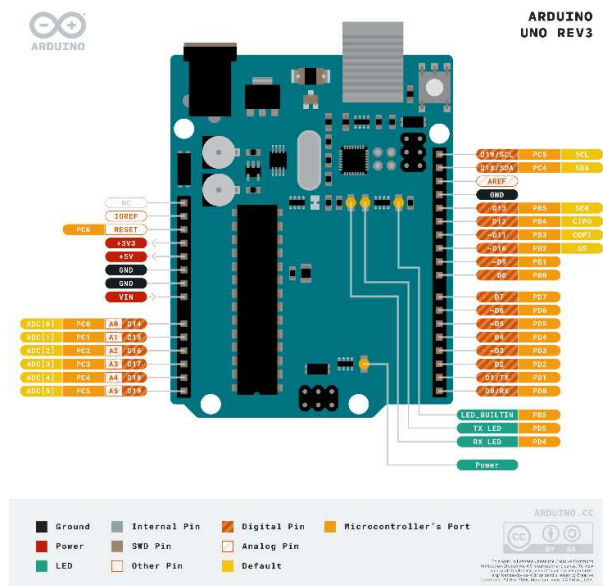 ARDUINO
ARDUINO
UNO REV3
D19/SCL PC5 SCL
D18/SDA PC4 SDA
AREF
GND
D13 PB5 SCK
D12 PB4 CIPO
~D11 PB3 COPI
~D10 PB2 SS
~D9 PB1
D8 PB0
D7 PD7
~D6 PD6
~D5 PD5
D4 PD4
~D3 PD3
D2 PD2
D1/TX PD1
D0/RX PD0
NC
IOREF
PC6 RESET
+3V3
+5V
GND
GND
VIN
ADC[0] PC0 A0 D14
ADC[1] PC1 A1 D15
ADC[2] PC2 A2 D16
ADC[3] PC3 A3 D17
ADC[4] PC4 A4 D18
ADC[5] PC5 A5 D19
LED_BUILTIN PB5
TX LED PD5
RX LED PD4
Power
Ground
Power
LED
Internal Pin
SWD Pin
Other Pin
Digital Pin
Analog Pin
Default
Microcontroller's Port
ARDUINO.CC
CC
BY SA